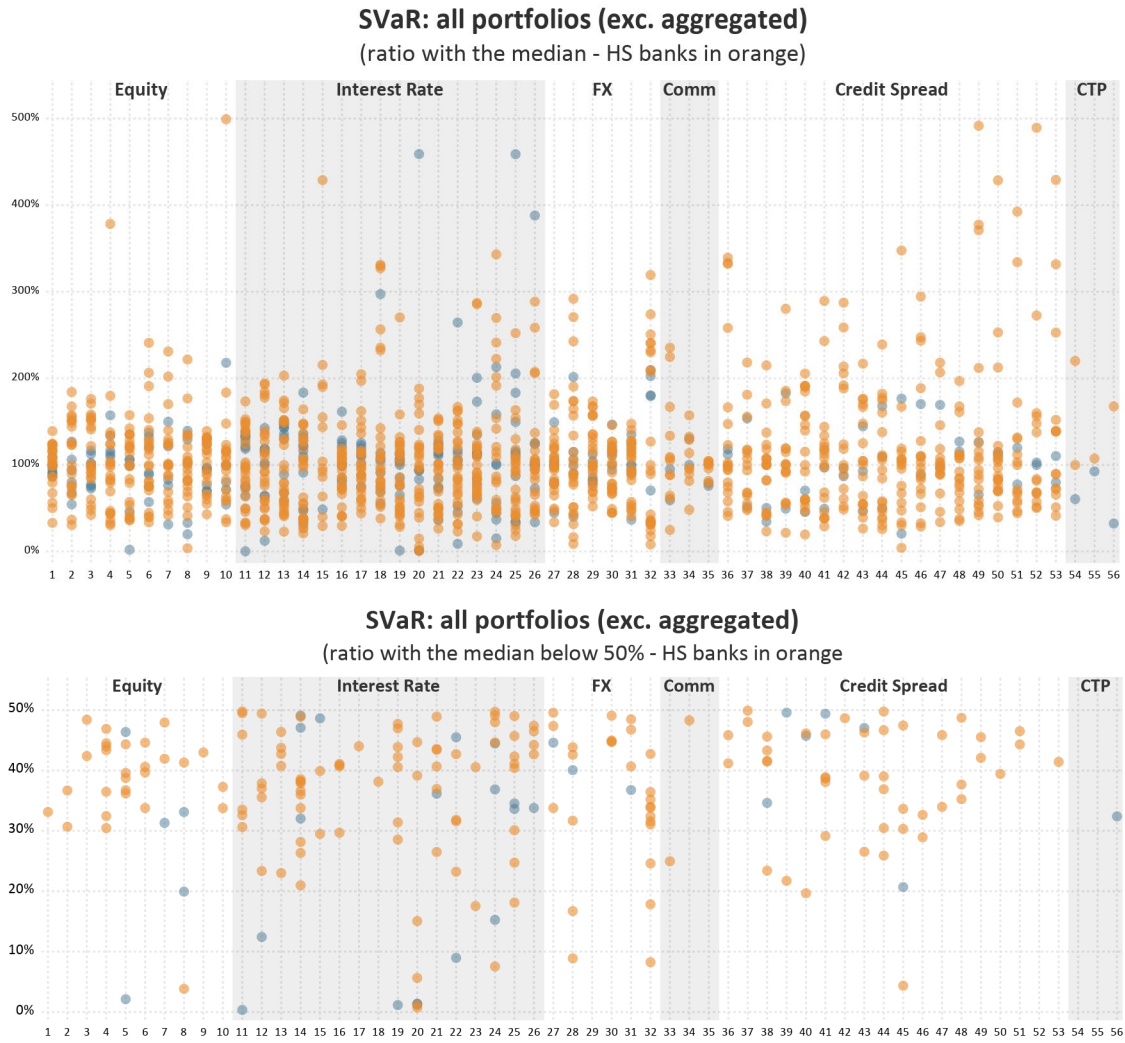 SVaR: all portfolios (exc. aggregated)
(ratio with the median - HS banks in orange)
Equity Interest Rate FX Comm Credit Spread CTP
500%
400%
300%
200%
100%
0%
1 2 3 4 5 6 7 8 9 10 11 12 13 14 15 16 17 18 19 20 21 22 23 24 25 26 27 28 29 30 31 32 33 34 35 36 37 38 39 40 41 42 43 44 45 46 47 48 49 50 51 52 53 54 55 56
SVaR: all portfolios (exc. aggregated)
(ratio with the median below 50% - HS banks in orange
Equity Interest Rate FX Comm Credit Spread CTP
50%
40%
30%
20%
10%
0%
1 2 3 4 5 6 7 8 9 10 11 12 13 14 15 16 17 18 19 20 21 22 23 24 25 26 27 28 29 30 31 32 33 34 35 36 37 38 39 40 41 42 43 44 45 46 47 48 49 50 51 52 53 54 55 56